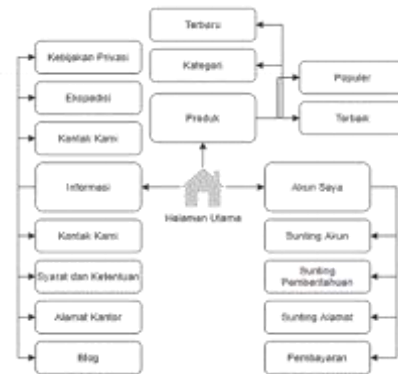 Terbaru
Kebijakan Privasi
Kategori
Populer
Ekspedisi
Produk
Terbaik
Kontak Kami
Informasi
Akun Saya
Halaman Utama
Kontak Kami
Sunting Akun
Syarat dan Ketentuan
Sunting
Pemberitahuan
Alamat Kantor
Sunting Alamat
Blog
Pembayaran